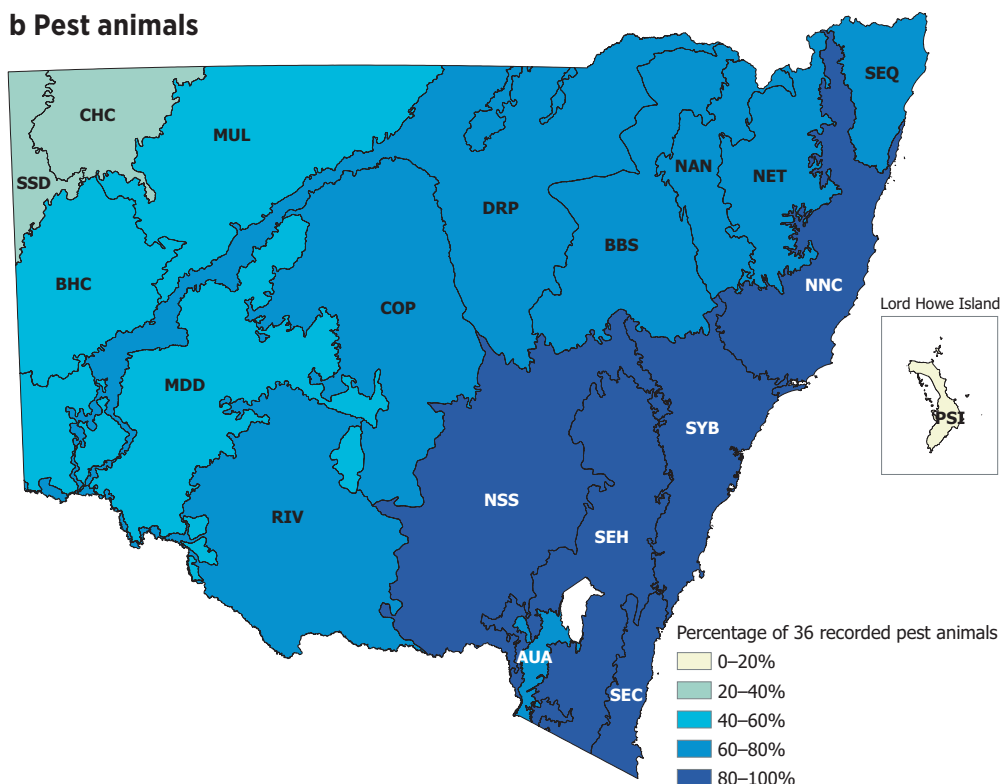 b Pest animals
SEQ
CHC
MUL
NAN
NET
SSD
DRP
BBS
BHC
NNC
COP
Lord Howe Island
MDD
PSI
SYB
NSS
RIV
SEH
Percentage of 36 recorded pest animals
AUA
0–20%
SEC
20–40%
40–60%
60–80%
80–100%